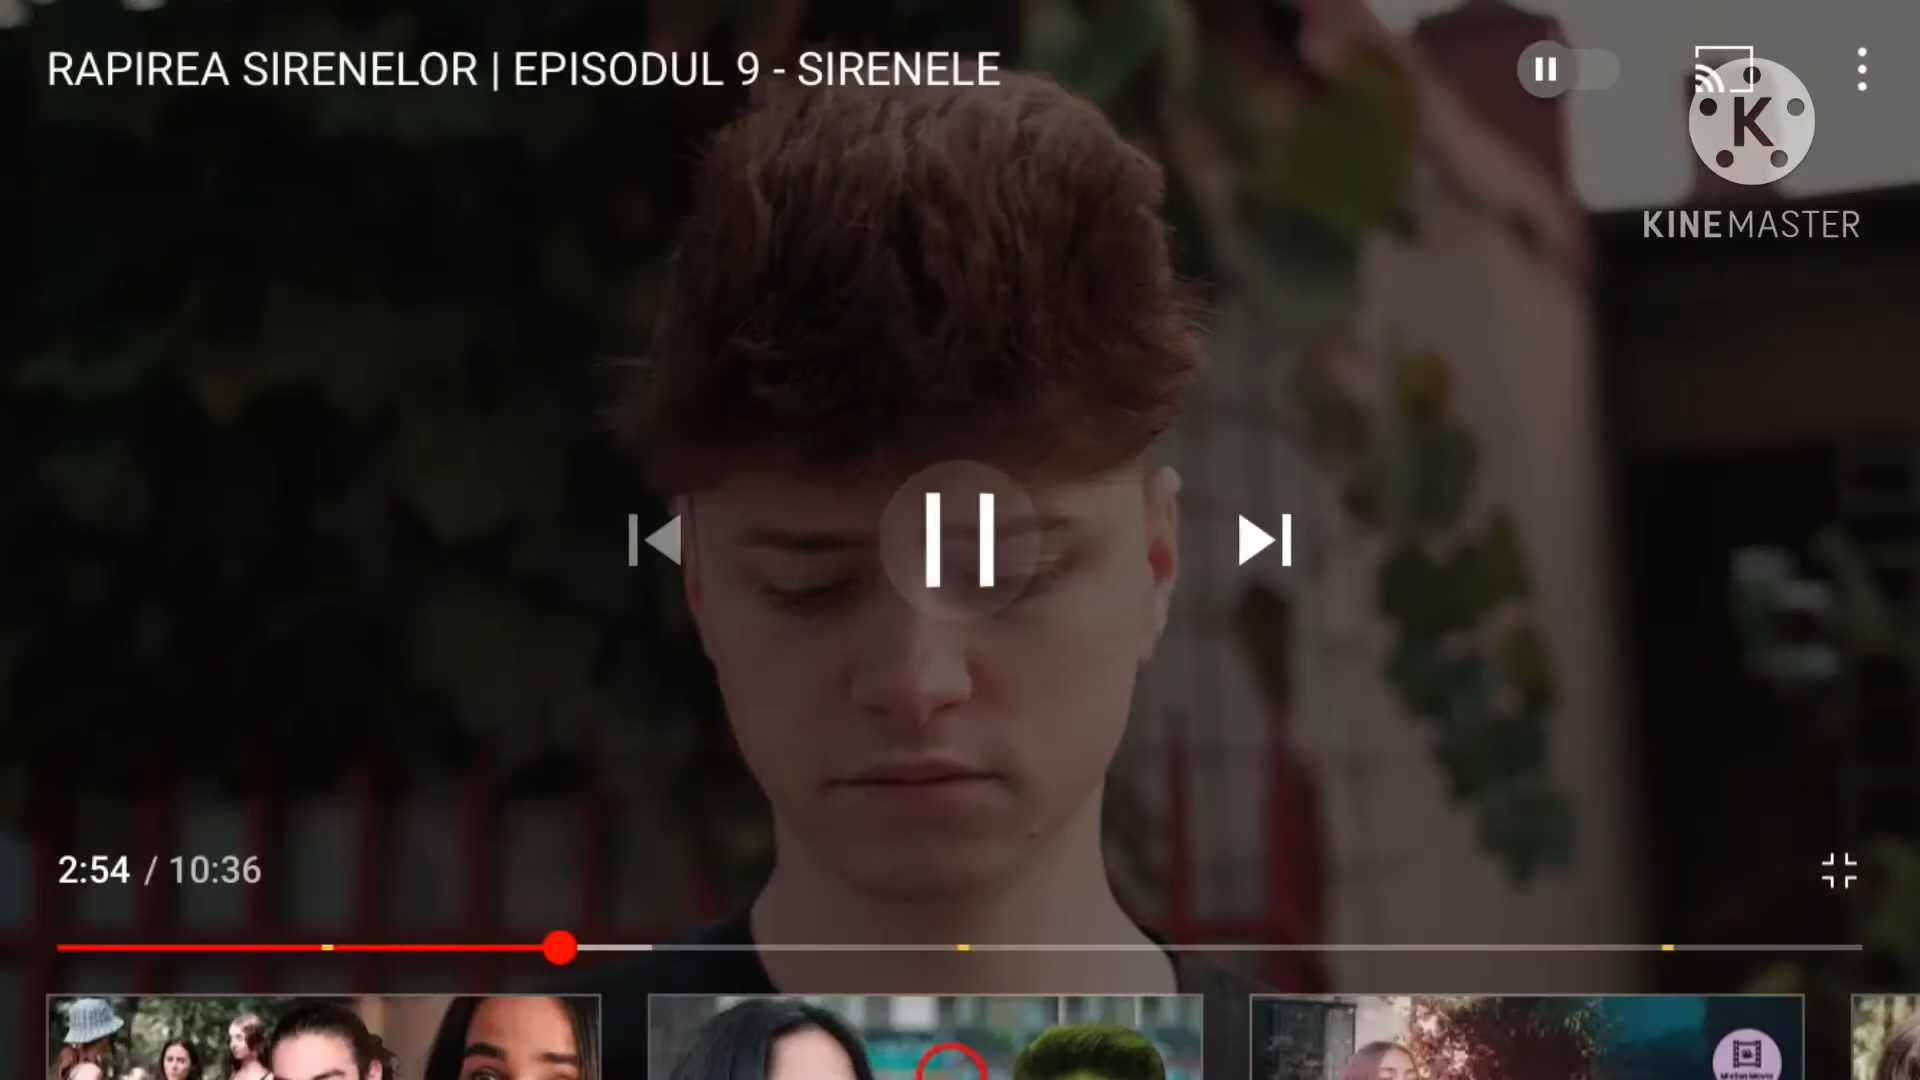 RAPIREA SIRENELOR | EPISODUL 9 - SIRENELE
K
KINEMASTER
2:54 / 10:36